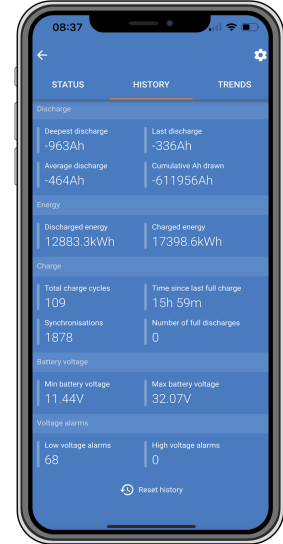 08:37
STATUS HISTORY TRENDS
Discharge
Deepest discharge Last discharge
-963Ah -336Ah
Average discharge Cumulative Ah drawn
-464Ah -611956Ah
Energy
Discharged energy Charged energy
12883.3kWh 17398.6kWh
Charge
Total charge cycles Time since last full charge
109 15h 59m
Synchronisations Number of full discharges
1878 0
Battery voltage
Min battery voltage Max battery voltage
11.44V 32.07V
Voltage alarms
Low voltage alarms High voltage alarms
68 0
Reset history